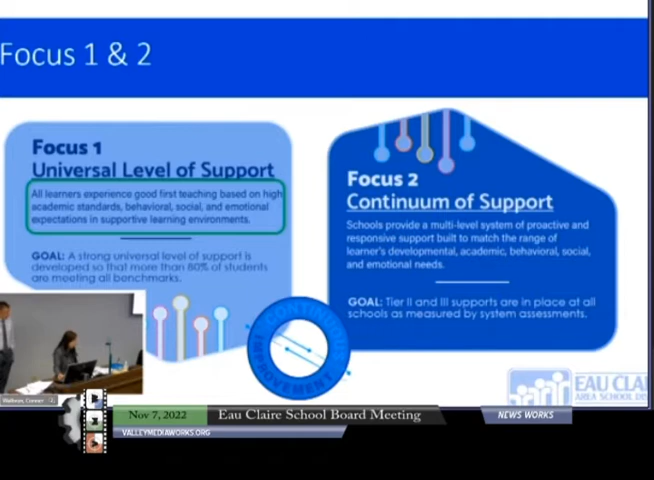 Focus 1 & 2
Focus 1
Universal Level of Support
All learners experience good first teaching based on high
academic standards, behavioral, social, and emotional
expectations in supportive learning environments.
GOAL: A strong universal level of support is
developed so that more than 80% of students
are meeting all benchmarks.
Focus 2
Continuum of Support
Schools provide a multi-level system of proactive and
responsive support built to match the range of
learner's developmental, academic, behavioral, social,
and emotional needs.
GOAL: Tier II and III supports are in place at all
schools as measured by system assessments.
CONTINUOUS
IMPROVEMENT
EAU CLAI
AREA SCHOOL DIS
Nov 7, 2022
Eau Claire School Board Meeting
NEWS WORKS
VALLEYMEDIAWORKS.ORG